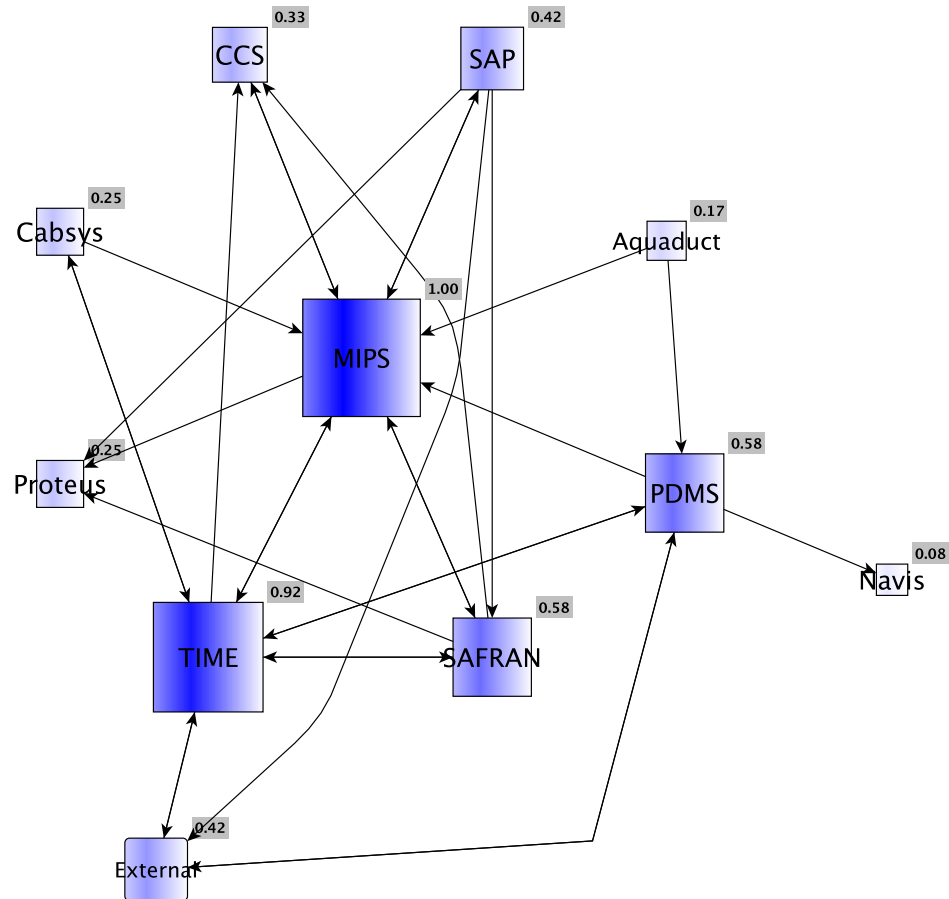 0.33
CCS
0.42
SAP
0.25
Cabsys
0.17
Aquaduct
1.00
MIPS
0.25
Proteus
0.58
PDMS
0.08
Navis
0.92
TIME
0.58
SAFRAN
0.42
External